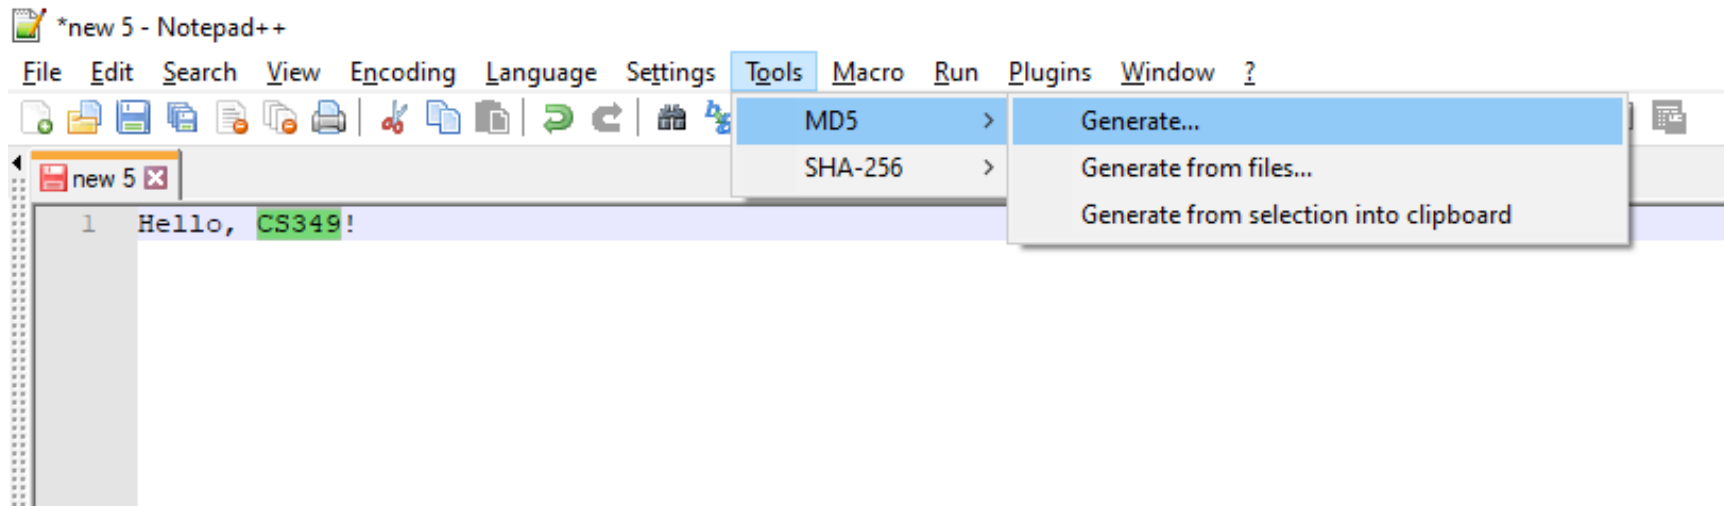 *new 5 - Notepad++
File Edit Search View Encoding Language Settings Tools Macro Run Plugins Window ?
MD5 > Generate...
SHA-256 > Generate from files...
Generate from selection into clipboard
new 5
1 Hello, CS349!